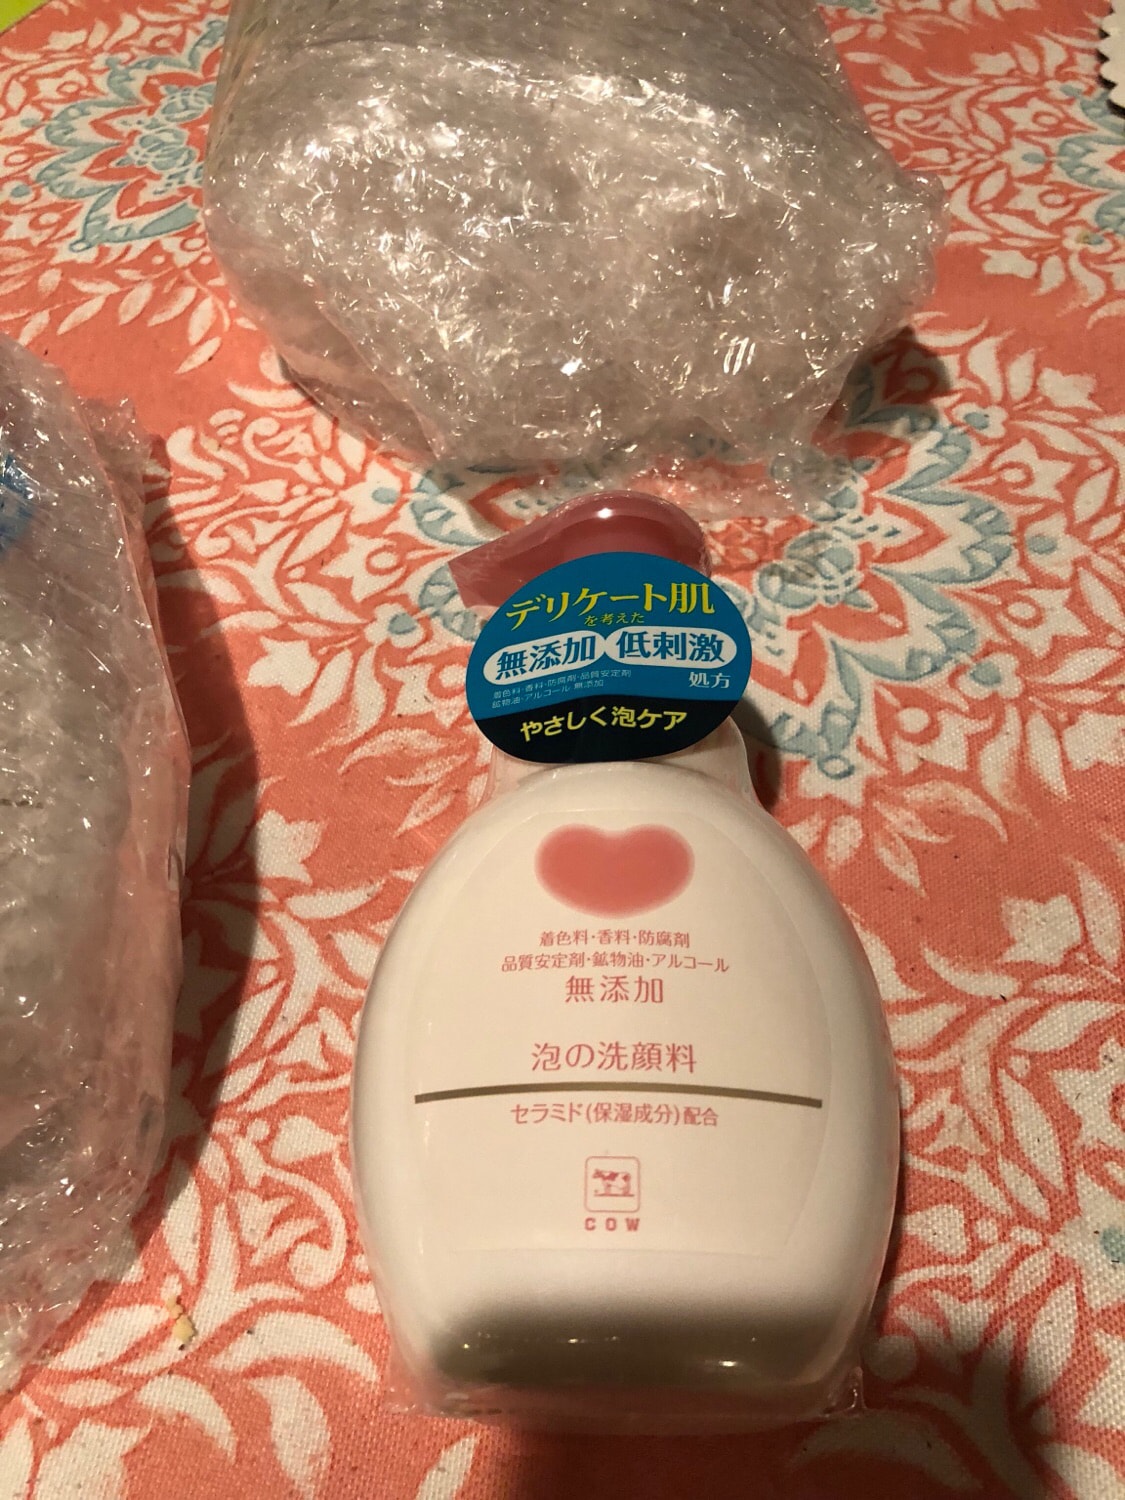 デリケート肌
を考えた
無添加 低刺激
処方
着色料・香料・防腐剤・品質安定剤
鉱物油・アルコール 無添加
やさしく泡ケア
着色料・香料・防腐剤
品質安定剤・鉱物油・アルコール
無添加
泡の洗顔料
セラミド(保湿成分)配合
COW